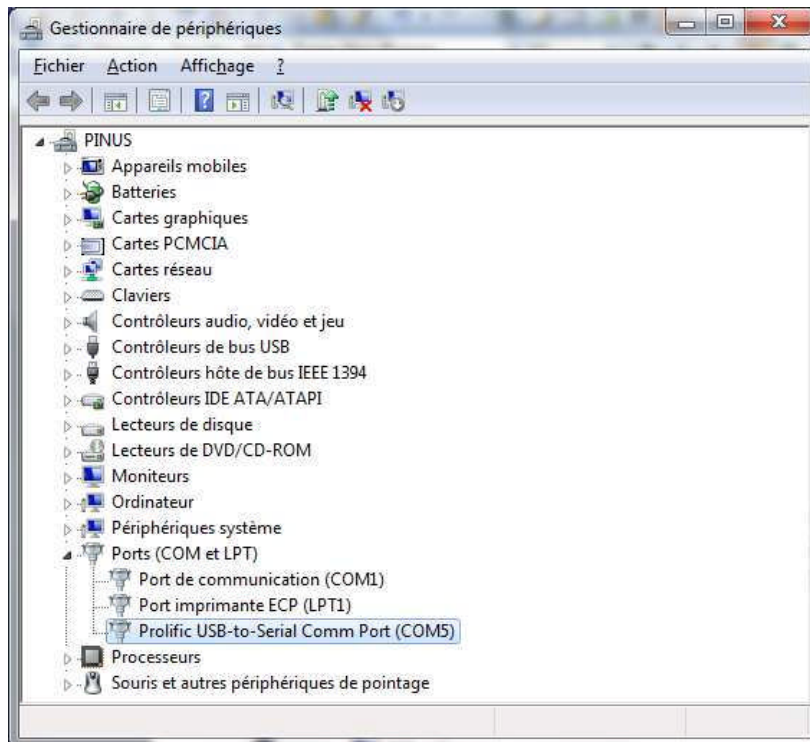 Gestionnaire de périphériques
Fichier Action Affichage ?
PINUS
Appareils mobiles
Batteries
Cartes graphiques
Cartes PCMCIA
Cartes réseau
Claviers
Contrôleurs audio, vidéo et jeu
Contrôleurs de bus USB
Contrôleurs hôte de bus IEEE 1394
Contrôleurs IDE ATA/ATAPI
Lecteurs de disque
Lecteurs de DVD/CD-ROM
Moniteurs
Ordinateur
Périphériques système
Ports (COM et LPT)
Port de communication (COM1)
Port imprimante ECP (LPT1)
Prolific USB-to-Serial Comm Port (COM5)
Processeurs
Souris et autres périphériques de pointage